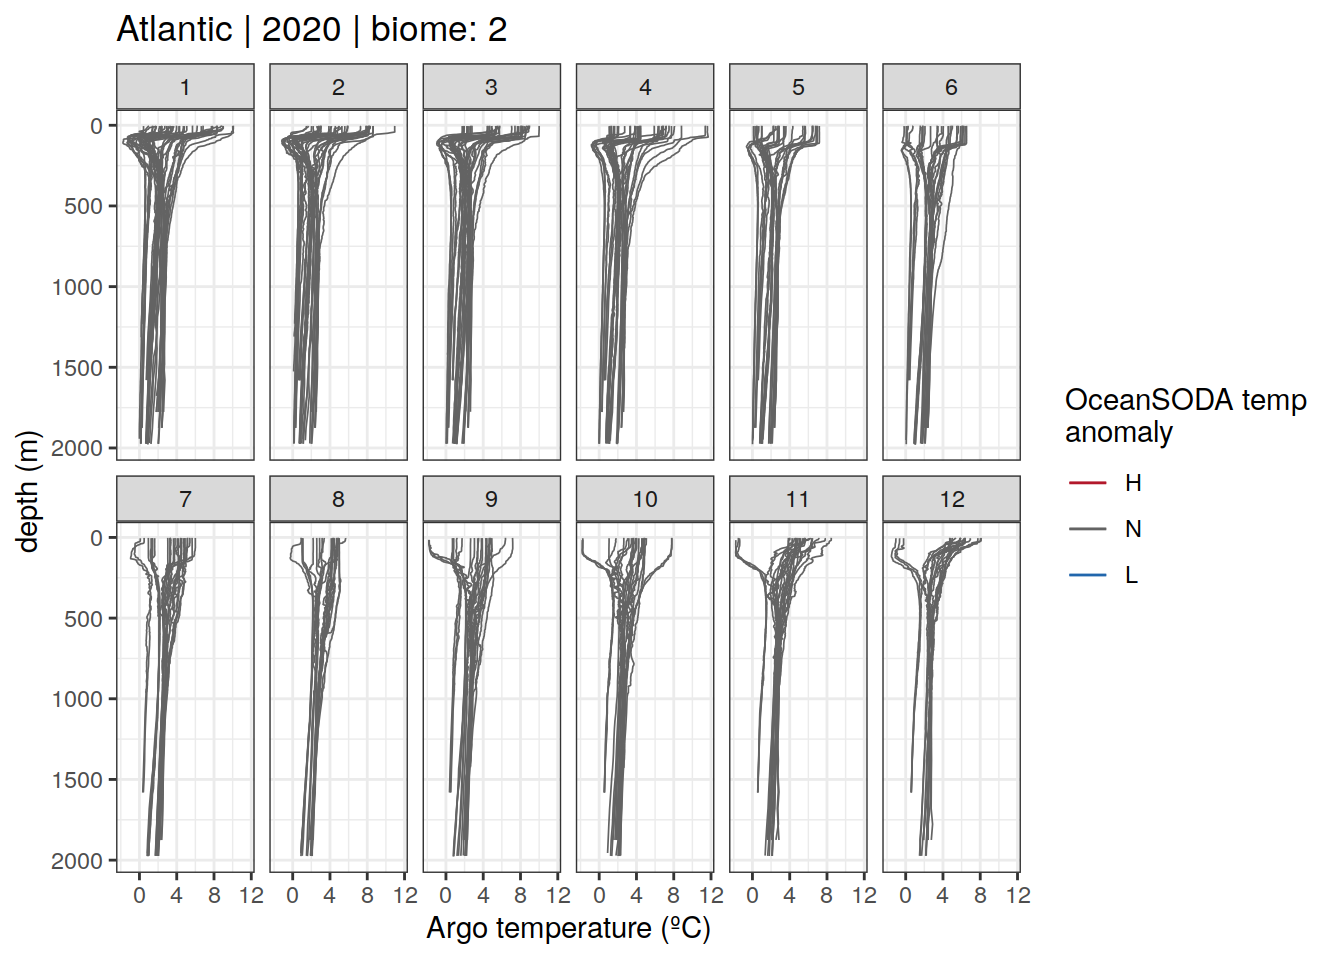 Atlantic | 2020 | biome: 2
1 2 3 4 5 6
0
500
1000
1500
2000
7 8 9 10 11 12
0
500
1000
1500
2000
0 4 8 12 0 4 8 12 0 4 8 12 0 4 8 12 0 4 8 12 0 4 8 12
Argo temperature (ºC)
depth (m)
OceanSODA temp
anomaly
H
N
L